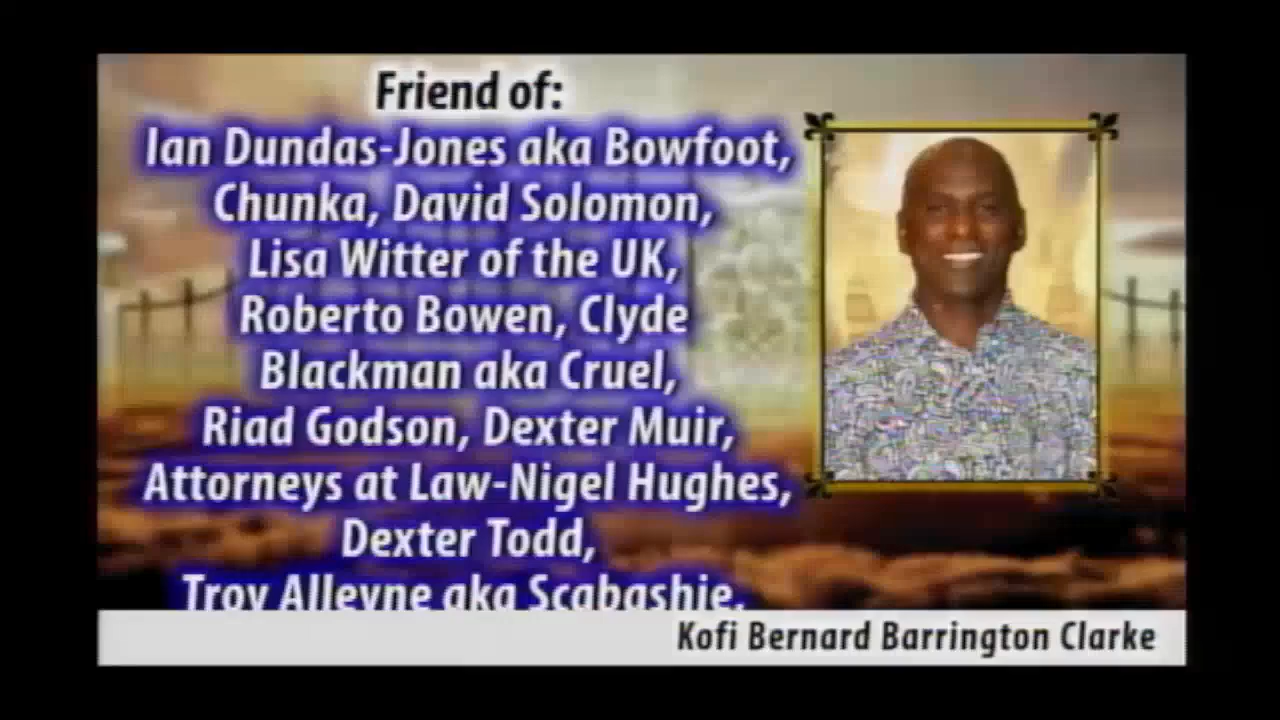 Friend of:
Ian Dundas-Jones aka Bowfoot,
Chunka, David Solomon,
Lisa Witter of the UK,
Roberto Bowen, Clyde
Blackman aka Cruel,
Riad Godson, Dexter Muir,
Attorneys at Law-Nigel Hughes,
Dexter Todd,
Troy Alleyne aka Scabashie,
Kofi Bernard Barrington Clarke